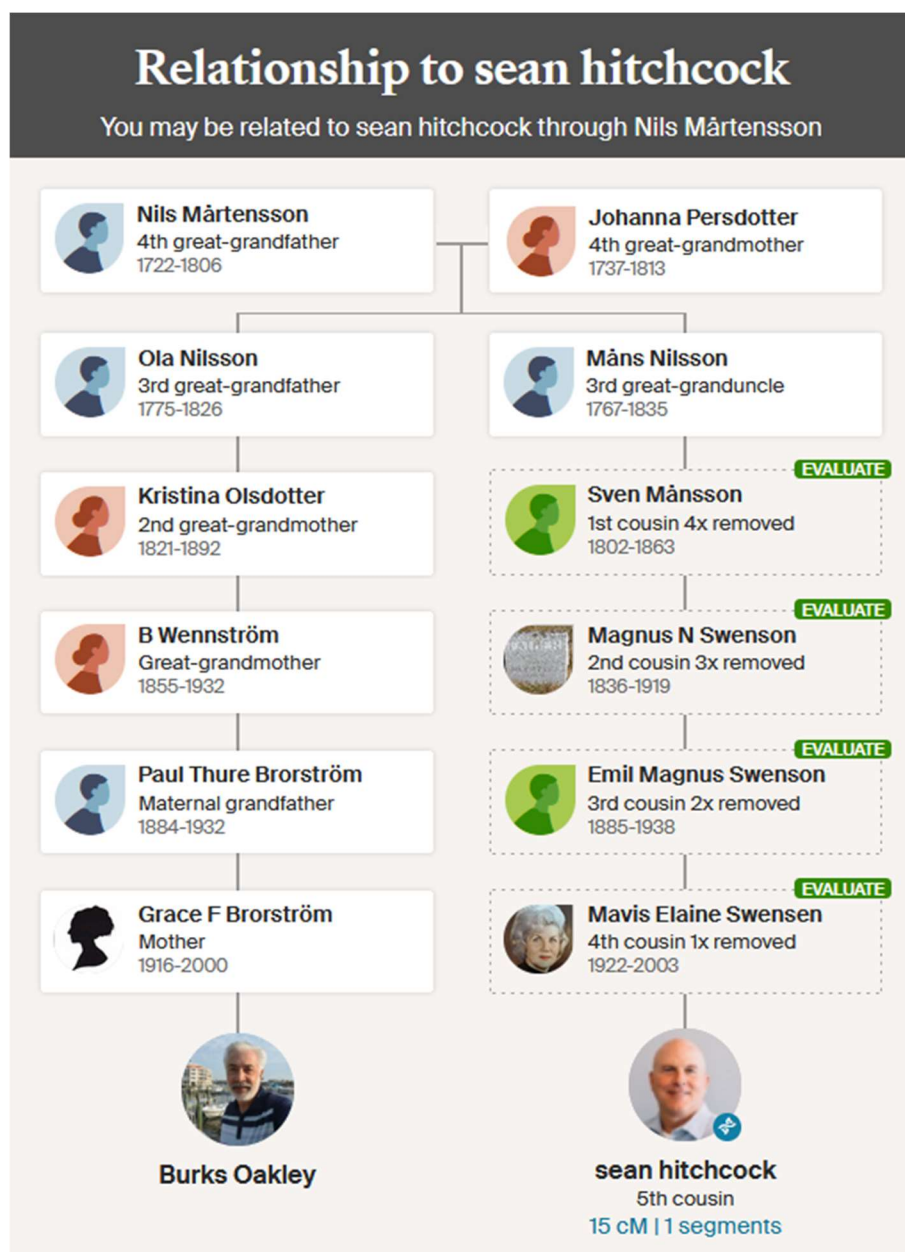 Relationship to sean hitchcock
You may be related to sean hitchcock through Nils Mårtensson
Nils Mårtensson
4th great-grandfather
1722-1806
Johanna Persdotter
4th great-grandmother
1737-1813
Ola Nilsson
3rd great-grandfather
1775-1826
Måns Nilsson
3rd great-granduncle
1767-1835
Kristina Olsdotter
2nd great-grandmother
1821-1892
EVALUATE
Sven Månsson
1st cousin 4x removed
1802-1863
B Wennström
Great-grandmother
1855-1932
EVALUATE
Magnus N Swenson
2nd cousin 3x removed
1836-1919
Paul Thure Brorström
Maternal grandfather
1884-1932
EVALUATE
Emil Magnus Swenson
3rd cousin 2x removed
1885-1938
Grace F Brorström
Mother
1916-2000
EVALUATE
Mavis Elaine Swensen
4th cousin 1x removed
1922-2003
Burks Oakley
sean hitchcock
5th cousin
15 cM | 1 segments